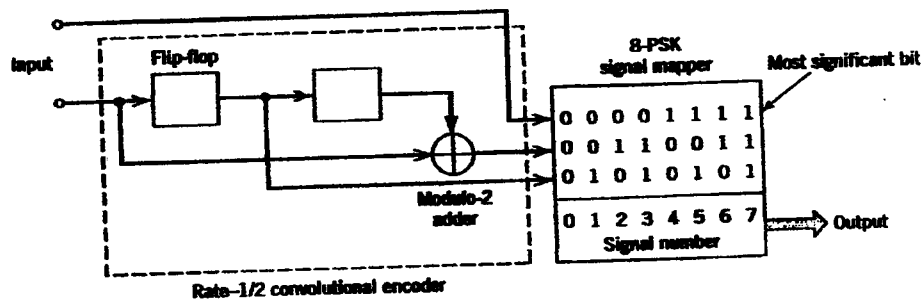 8-PSK
signal mapper
Most significant bit
Input
Flip-flop
0 0 0 0 1 1 1 1
0 0 1 1 0 0 1 1
0 1 0 1 0 1 0 1
Modulo-2
adder
0 1 2 3 4 5 6 7
Signal number
Output
Rate-1/2 convolutional encoder